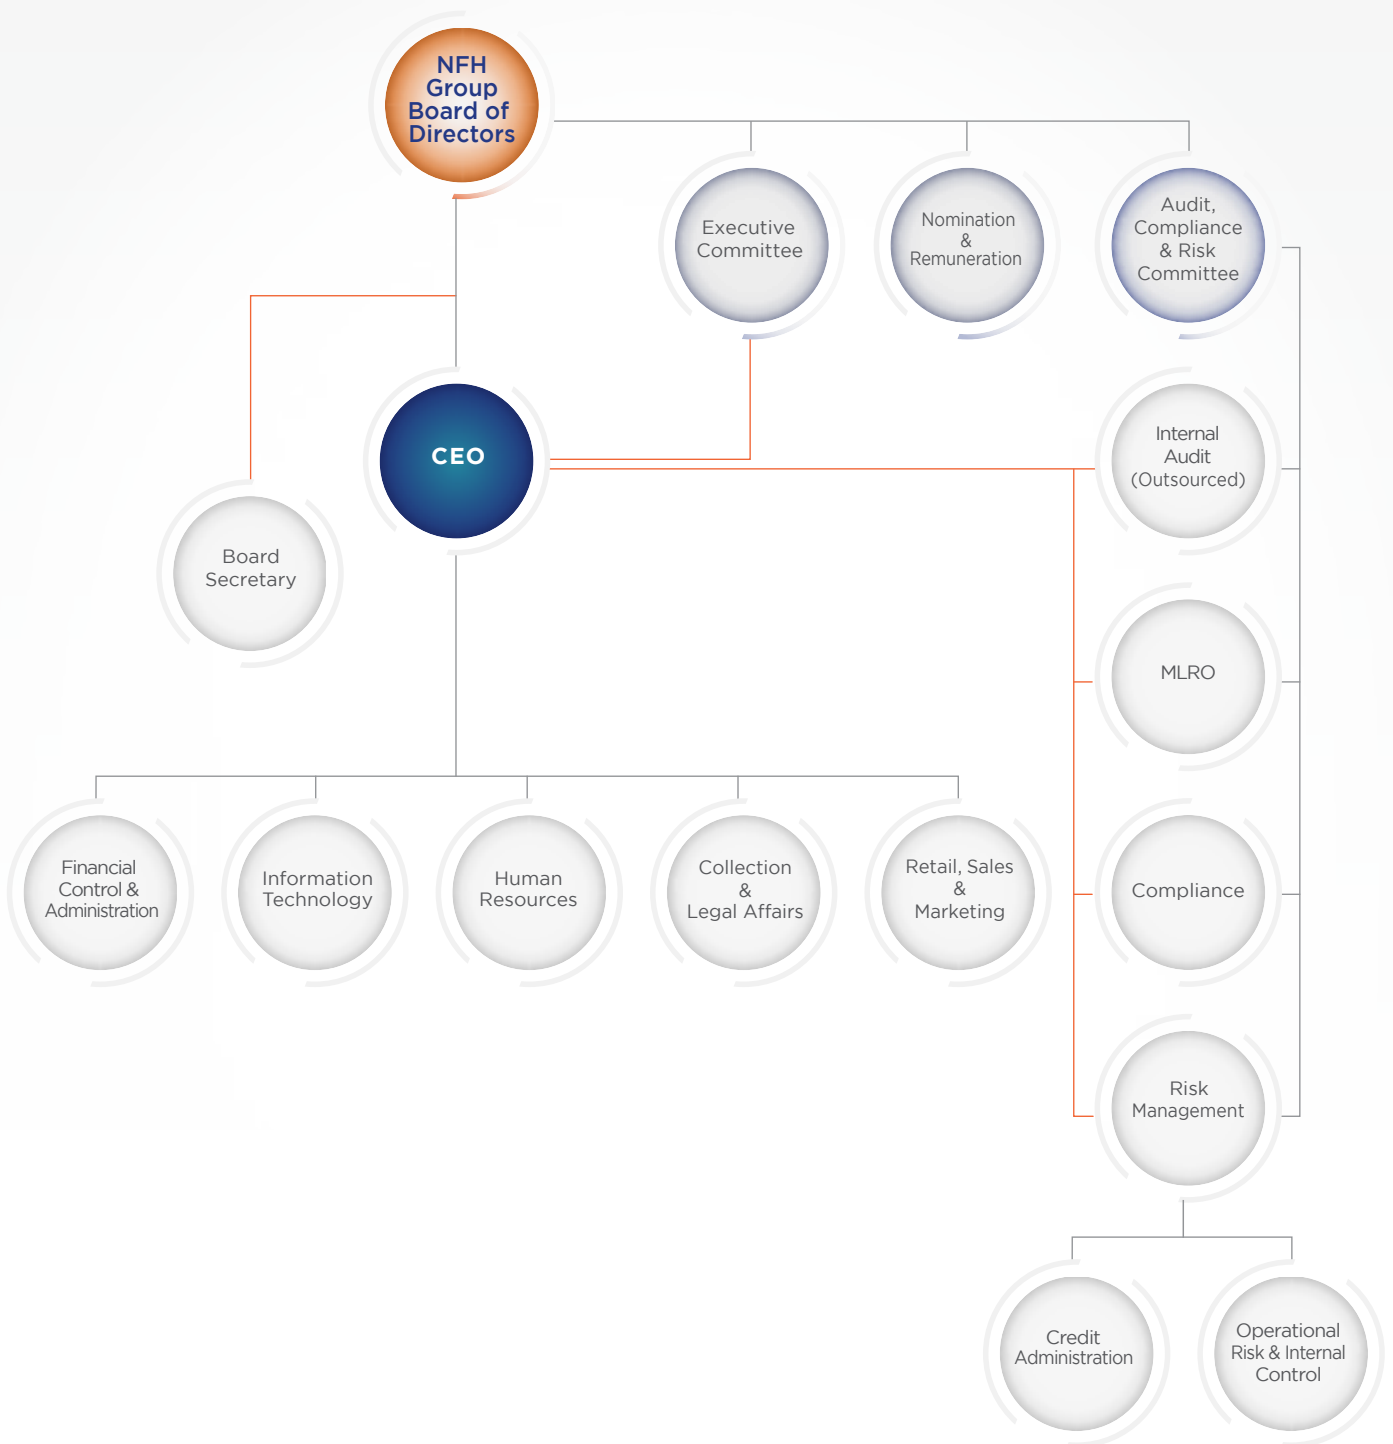 NFH
Group
Board of
Directors
Executive
Committee
Nomination
&
Remuneration
Audit,
Compliance
& Risk
Committee
CEO
Internal
Audit
(Outsourced)
Board
Secretary
MLRO
Financial
Control &
Administration
Information
Technology
Human
Resources
Collection
&
Legal Affairs
Retail, Sales
&
Marketing
Compliance
Risk
Management
Credit
Administration
Operational
Risk & Internal
Control